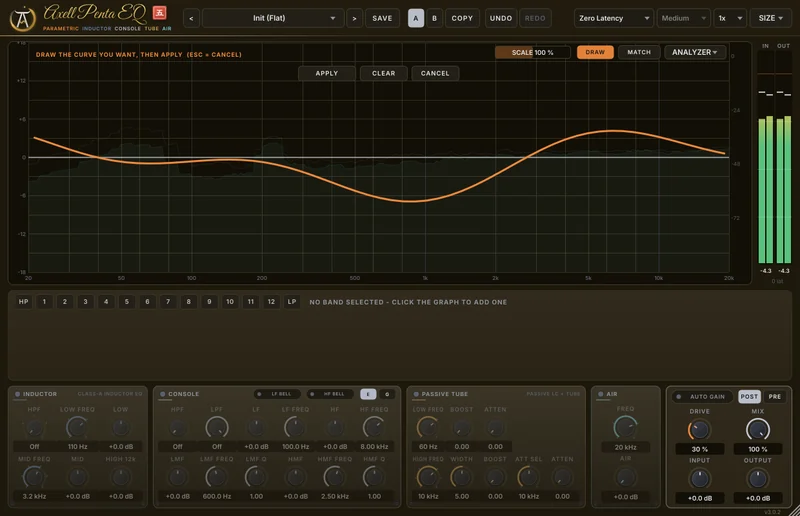 Axell Penta EQ 五
PARAMETRIC INDUCTOR CONSOLE TUBE AIR
< Init (Flat) > SAVE A B COPY UNDO REDO Zero Latency Medium 1x SIZE
DRAW THE CURVE YOU WANT, THEN APPLY (ESC = CANCEL) SCALE 100 % DRAW MATCH ANALYZER
APPLY CLEAR CANCEL
IN OUT
+12
+6
0
-6
-12
-18
0
-24
-48
-72
20 50 100 200 500 1k 2k 5k 10k 20k
-4.3 -4.3
HP 1 2 3 4 5 6 7 8 9 10 11 12 LP NO BAND SELECTED - CLICK THE GRAPH TO ADD ONE
INDUCTOR CLASS-A INDUCTOR EQ
HPF LOW FREQ LOW
Off 110 Hz +0.0 dB
MID FREQ MID HIGH 12K
3.2 kHz +0.0 dB +0.0 dB
CONSOLE LF BELL HF BELL E G
HPF LPF LF LF FREQ HF HF FREQ
Off Off +0.0 dB 100.0 Hz +0.0 dB 8.00 kHz
LMF LMF FREQ LMF Q HMF HMF FREQ HMF Q
+0.0 dB 600.0 Hz 1.00 +0.0 dB 2.50 kHz 1.00
PASSIVE TUBE PASSIVE LC + TUBE
LOW FREQ BOOST ATTEN
60 Hz 0.00 0.00
HIGH FREQ WIDTH BOOST ATT SEL ATTEN
10 kHz 5.00 0.00 10 kHz 0.00
AIR
FREQ
20 kHz
AIR
+0.0 dB
AUTO GAIN POST PRE
DRIVE MIX
30 % 100 %
INPUT OUTPUT
+0.0 dB +0.0 dB
v3.0.2